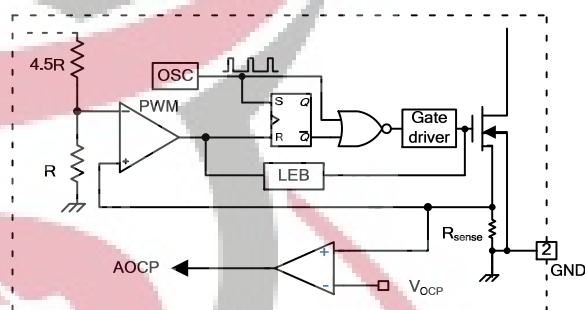 4.5R
OSC
PWM
S Q
R Q̅
Gate
driver
R
LEB
Rsense
2
GND
AOCP
VOCP
- +
+ -